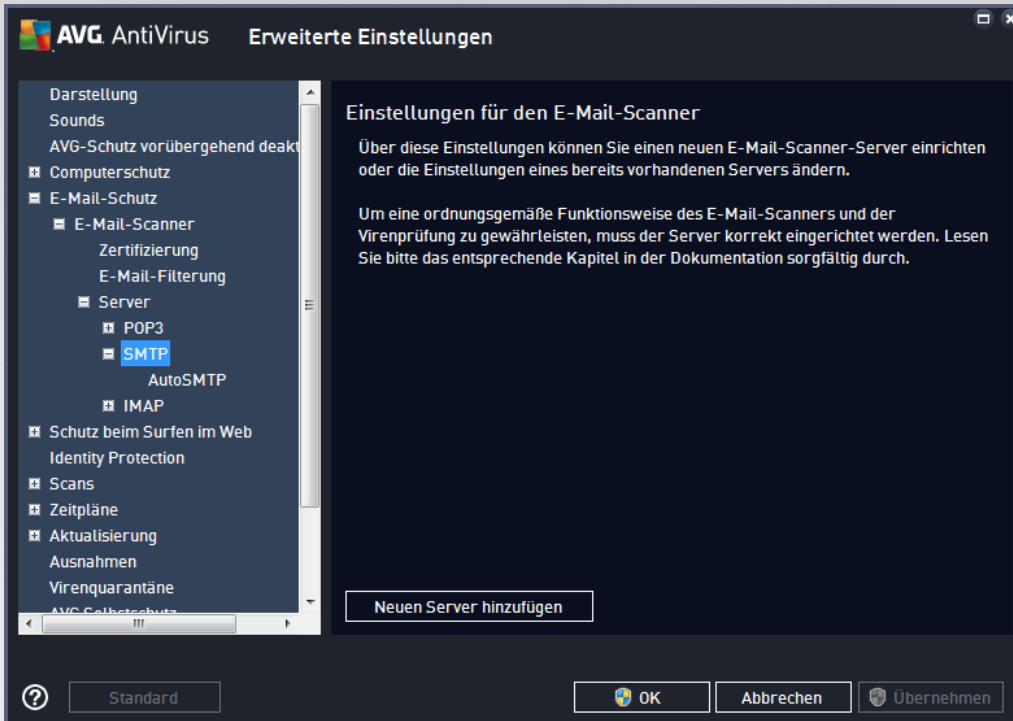 AVG. AntiVirus Erweiterte Einstellungen
Darstellung
Sounds
AVG-Schutz vorübergehend deakt
Computerschutz
E-Mail-Schutz
E-Mail-Scanner
Zertifizierung
E-Mail-Filterung
Server
POP3
SMTP
AutoSMTP
IMAP
Schutz beim Surfen im Web
Identity Protection
Scans
Zeitpläne
Aktualisierung
Ausnahmen
Virenquarantäne
AVG Selbstschutz
Einstellungen für den E-Mail-Scanner
Über diese Einstellungen können Sie einen neuen E-Mail-Scanner-Server einrichten
oder die Einstellungen eines bereits vorhandenen Servers ändern.
Um eine ordnungsgemäße Funktionsweise des E-Mail-Scanners und der
Virenprüfung zu gewährleisten, muss der Server korrekt eingerichtet werden. Lesen
Sie bitte das entsprechende Kapitel in der Dokumentation sorgfältig durch.
Neuen Server hinzufügen
? Standard OK Abbrechen Übernehmen